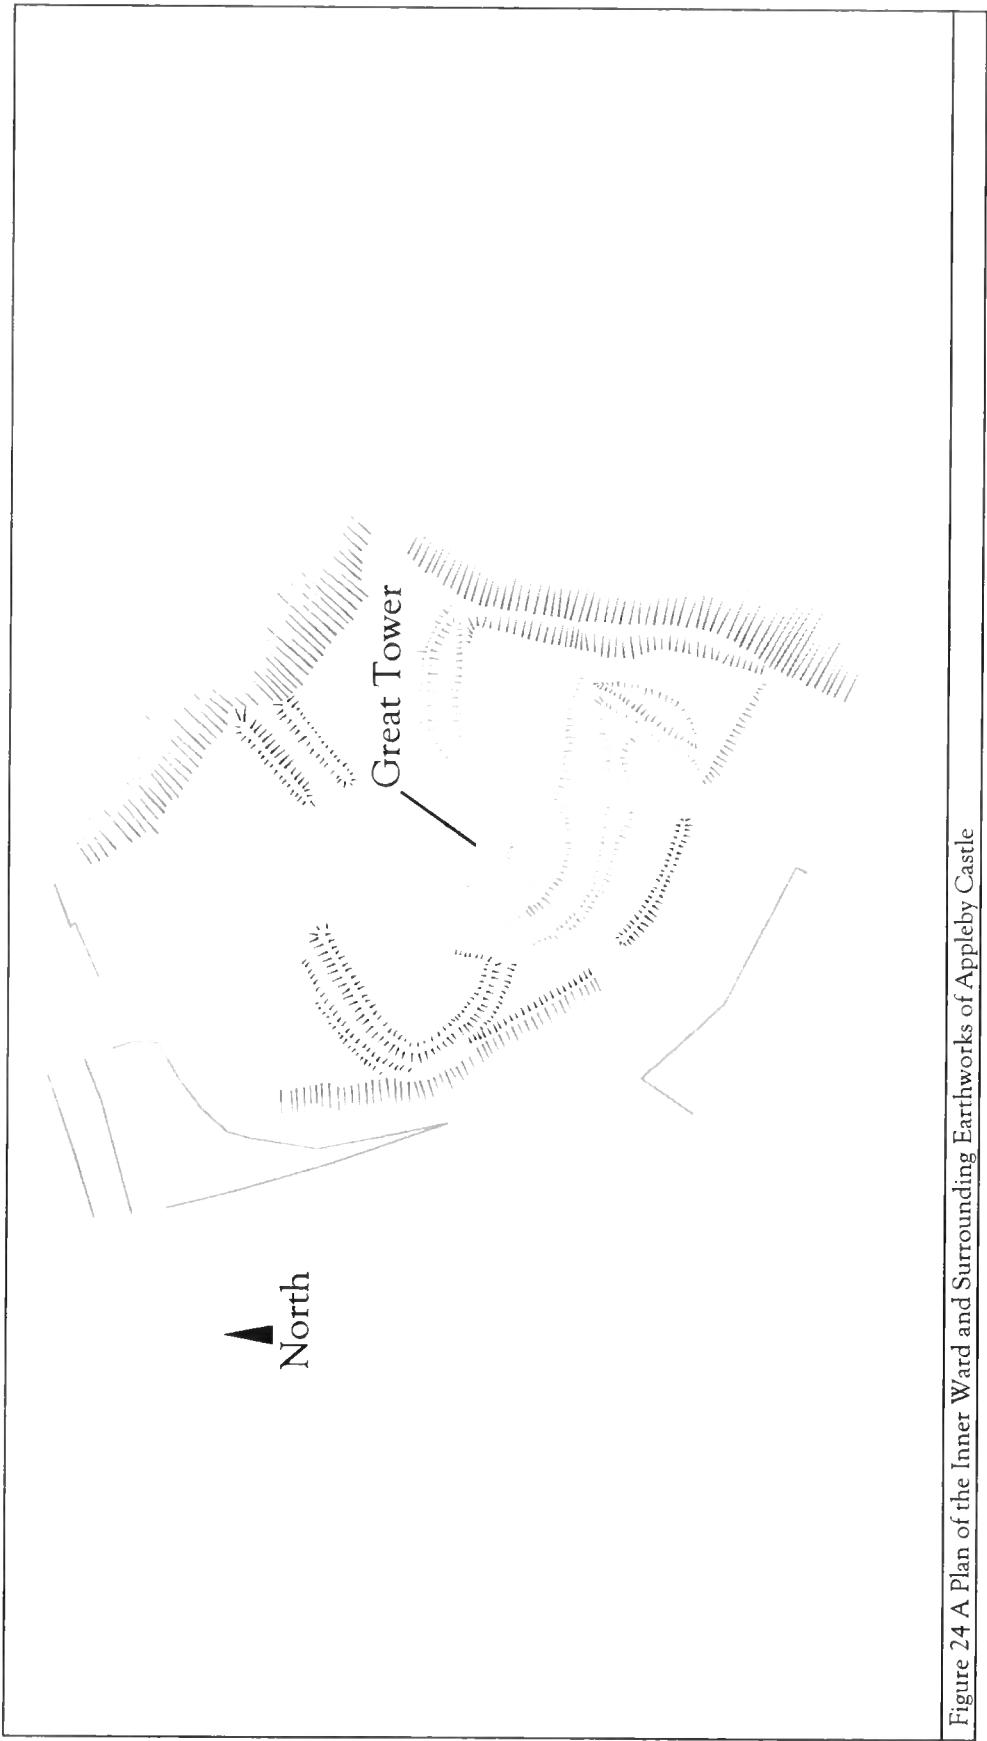 Great Tower
North
Figure 24 A Plan of the Inner Ward and Surrounding Earthworks of Appleby Castle